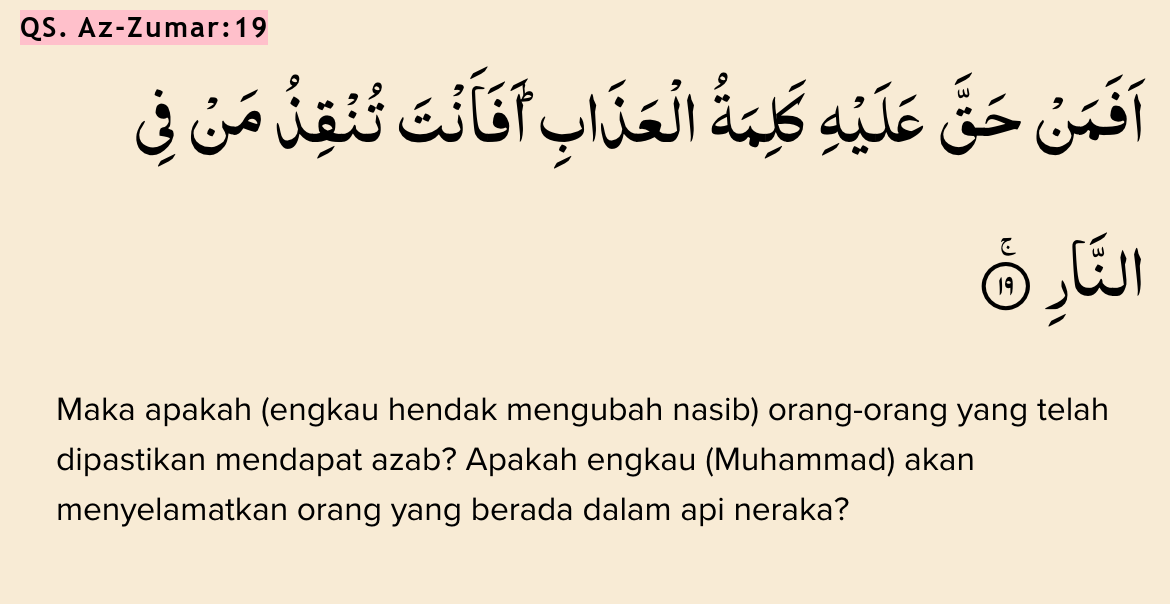 QS. Az-Zumar:19
اَفَمَنْ حَقَّ عَلَيْهِ كَلِمَةُ الْعَذَابِۗ اَفَاَنْتَ تُنْقِذُ مَنْ فِى
النَّارِ ۚ ١٩
Maka apakah (engkau hendak mengubah nasib) orang-orang yang telah
dipastikan mendapat azab? Apakah engkau (Muhammad) akan
menyelamatkan orang yang berada dalam api neraka?